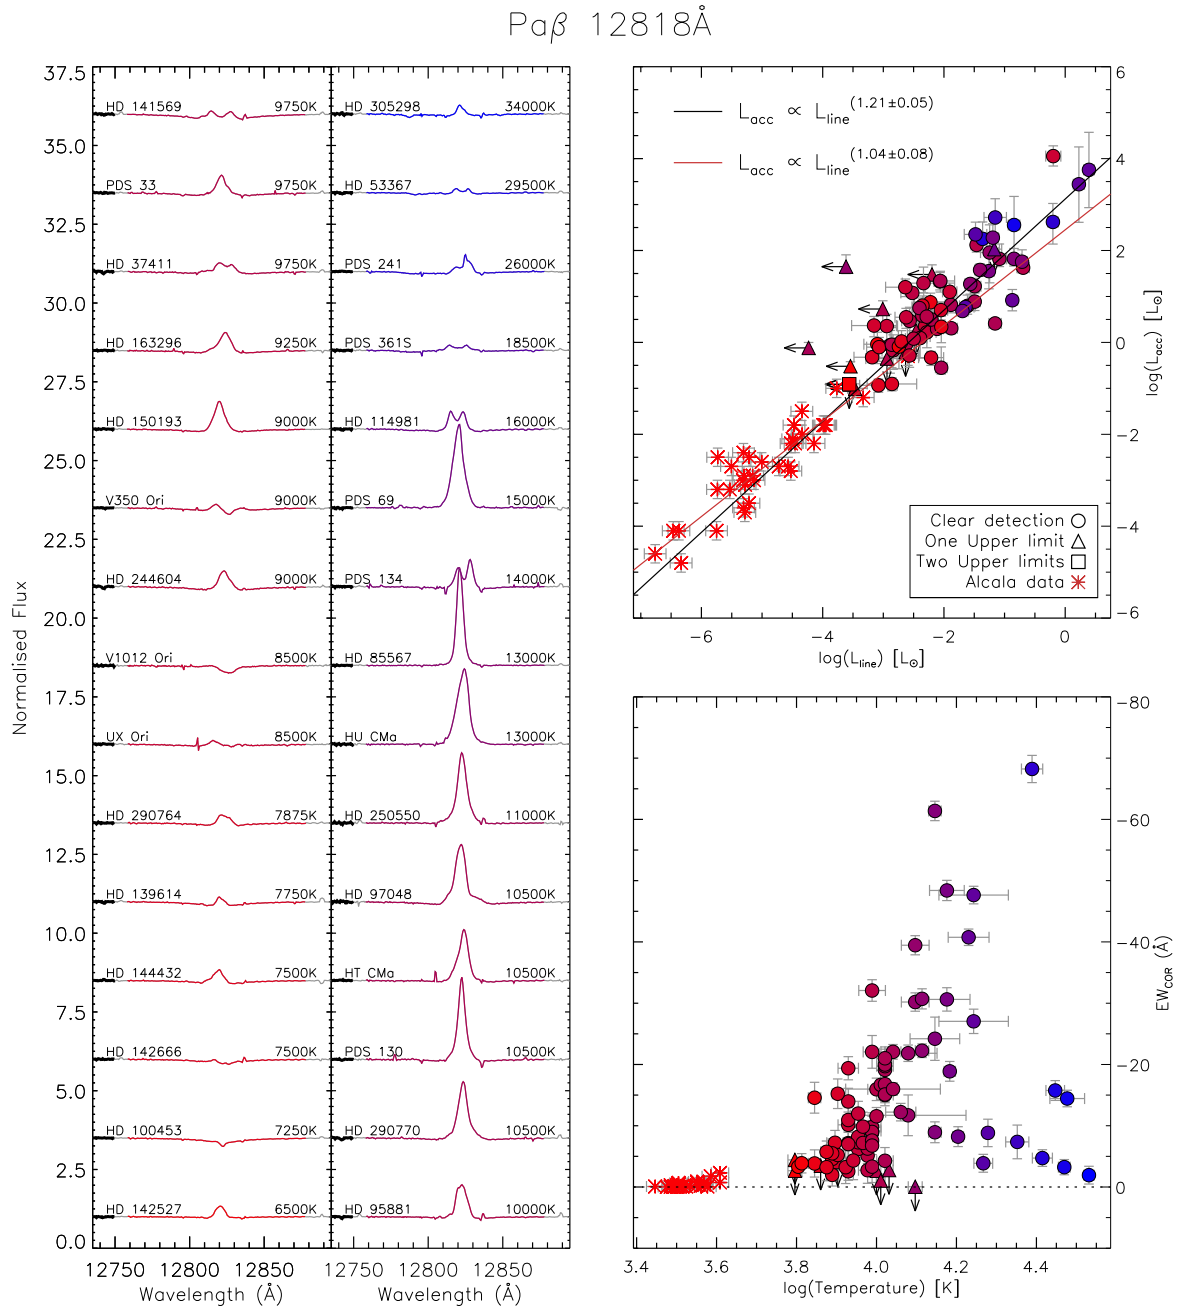 Paβ 12818Å
37.5
35.0
32.5
30.0
27.5
25.0
22.5
20.0
17.5
15.0
12.5
10.0
7.5
5.0
2.5
0.0
Normalised Flux
HD 141569 9750K
PDS 33 9750K
HD 37411 9750K
HD 163296 9250K
HD 150193 9000K
V350 Ori 9000K
HD 244604 9000K
V1012 Ori 8500K
UX Ori 8500K
HD 290764 7875K
HD 139614 7750K
HD 144432 7500K
HD 142666 7500K
HD 100453 7250K
HD 142527 6500K
12750 12800 12850
Wavelength (Å)
HD 305298 34000K
HD 53367 29500K
PDS 241 26000K
PDS 361S 18500K
HD 114981 16000K
PDS 69 15000K
PDS 134 14000K
HD 85567 13000K
HU CMa 13000K
HD 250550 11000K
HD 97048 10500K
HT CMa 10500K
PDS 130 10500K
HD 290770 10500K
HD 95881 10000K
12750 12800 12850
Wavelength (Å)
L_acc ∝ L_line^(1.21±0.05)
L_acc ∝ L_line^(1.04±0.08)
6
4
2
0
−2
−4
−6
log(L_acc) [L_⊙]
Clear detection
One Upper limit
Two Upper limits
Alcala data
−6 −4 −2 0
log(L_line) [L_⊙]
−80
−60
−40
−20
0
EW_COR (Å)
3.4 3.6 3.8 4.0 4.2 4.4
log(Temperature) [K]